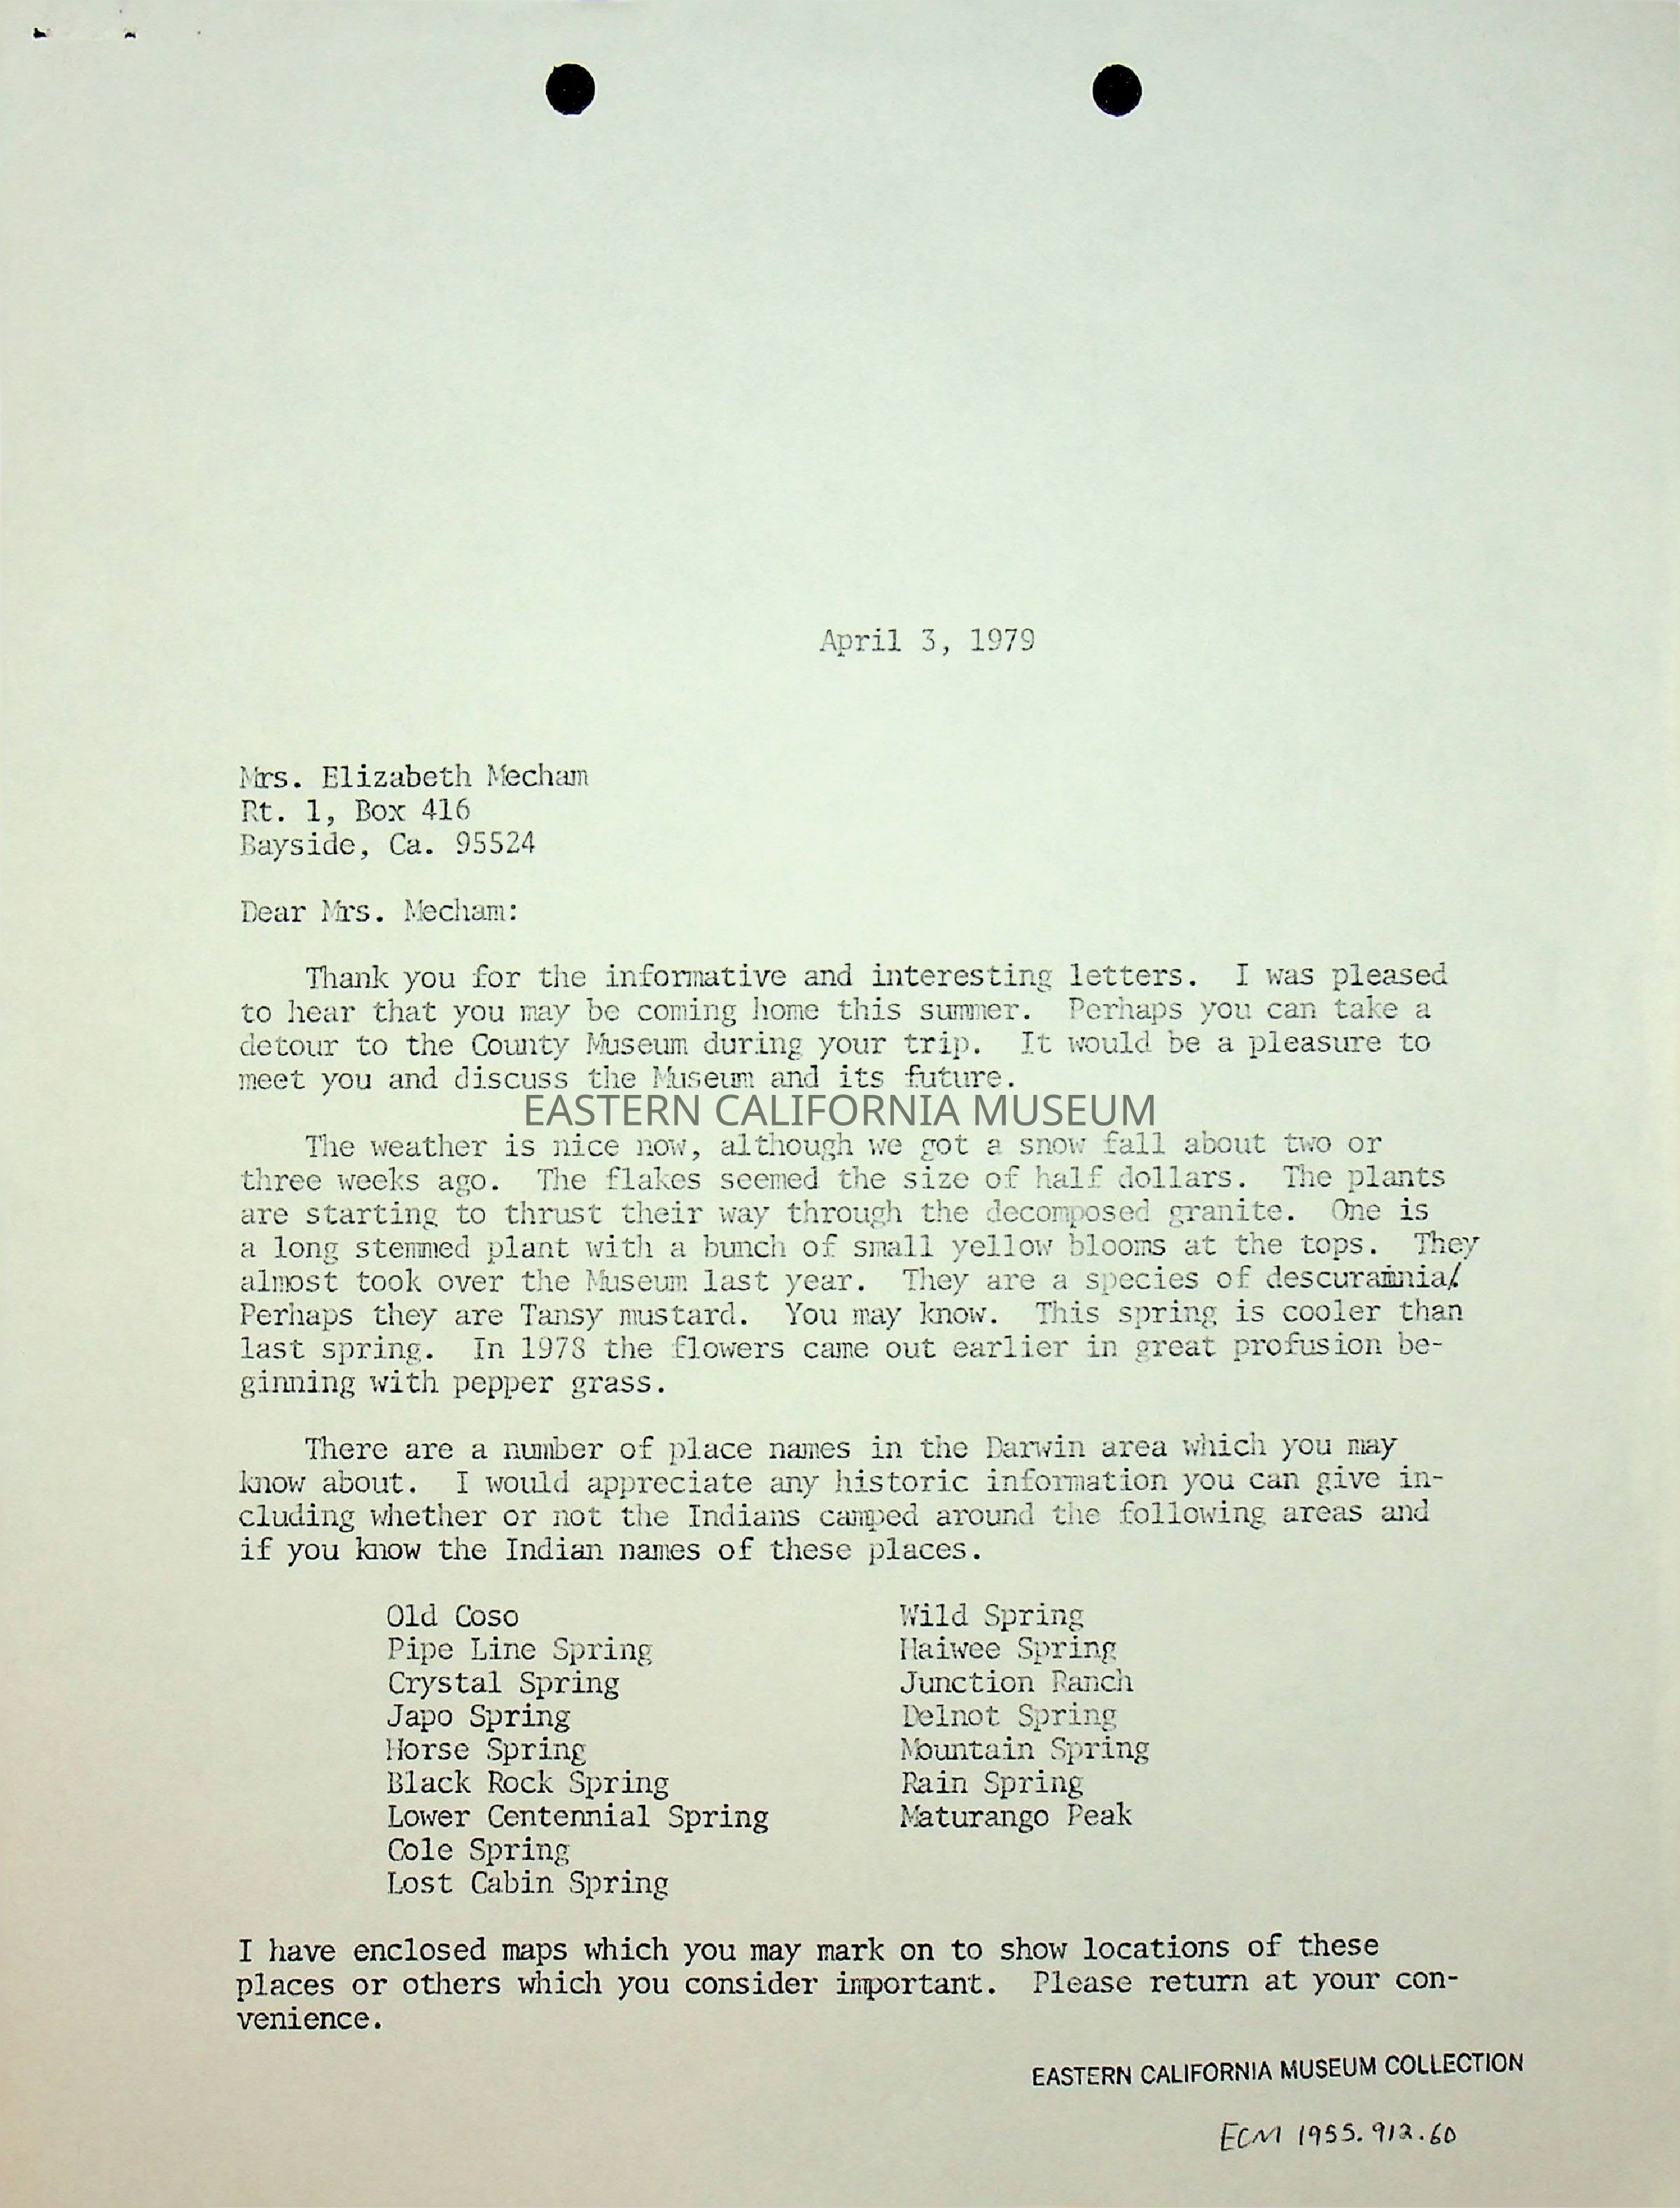 April 3, 1979
Mrs. Elizabeth Mecham
Rt. 1, Box 416
Bayside, Ca. 95524
Dear Mrs. Mecham:
Thank you for the informative and interesting letters. I was pleased
to hear that you may be coming home this summer. Perhaps you can take a
detour to the County Museum during your trip. It would be a pleasure to
meet you and discuss the Museum and its future.
EASTERN CALIFORNIA MUSEUM
The weather is nice now, although we got a snow fall about two or
three weeks ago. The flakes seemed the size of half dollars. The plants
are starting to thrust their way through the decomposed granite. One is
a long stemmed plant with a bunch of small yellow blooms at the tops. They
almost took over the Museum last year. They are a species of descurainia.
Perhaps they are Tansy mustard. You may know. This spring is cooler than
last spring. In 1978 the flowers came out earlier in great profusion be-
ginning with pepper grass.
There are a number of place names in the Darwin area which you may
know about. I would appreciate any historic information you can give in-
cluding whether or not the Indians camped around the following areas and
if you know the Indian names of these places.
Old Coso
Pipe Line Spring
Crystal Spring
Japo Spring
Horse Spring
Black Rock Spring
Lower Centennial Spring
Cole Spring
Lost Cabin Spring
Wild Spring
Haiwee Spring
Junction Ranch
Delnot Spring
Mountain Spring
Rain Spring
Maturango Peak
I have enclosed maps which you may mark on to show locations of these
places or others which you consider important. Please return at your con-
venience.
EASTERN CALIFORNIA MUSEUM COLLECTION
ECM 1955.912.60